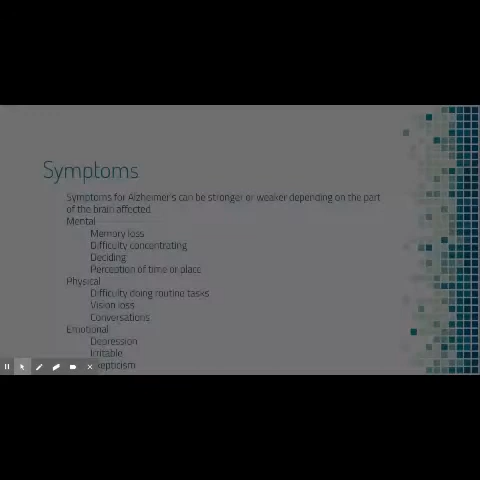 Symptoms
Symptoms for Alzheimer's can be stronger or weaker depending on the part
of the brain affected
Mental
Memory loss
Difficulty concentrating
Deciding
Perception of time or place
Physical
Difficulty doing routine tasks
Vision loss
Conversations
Emotional
Depression
Irritable
kepticism